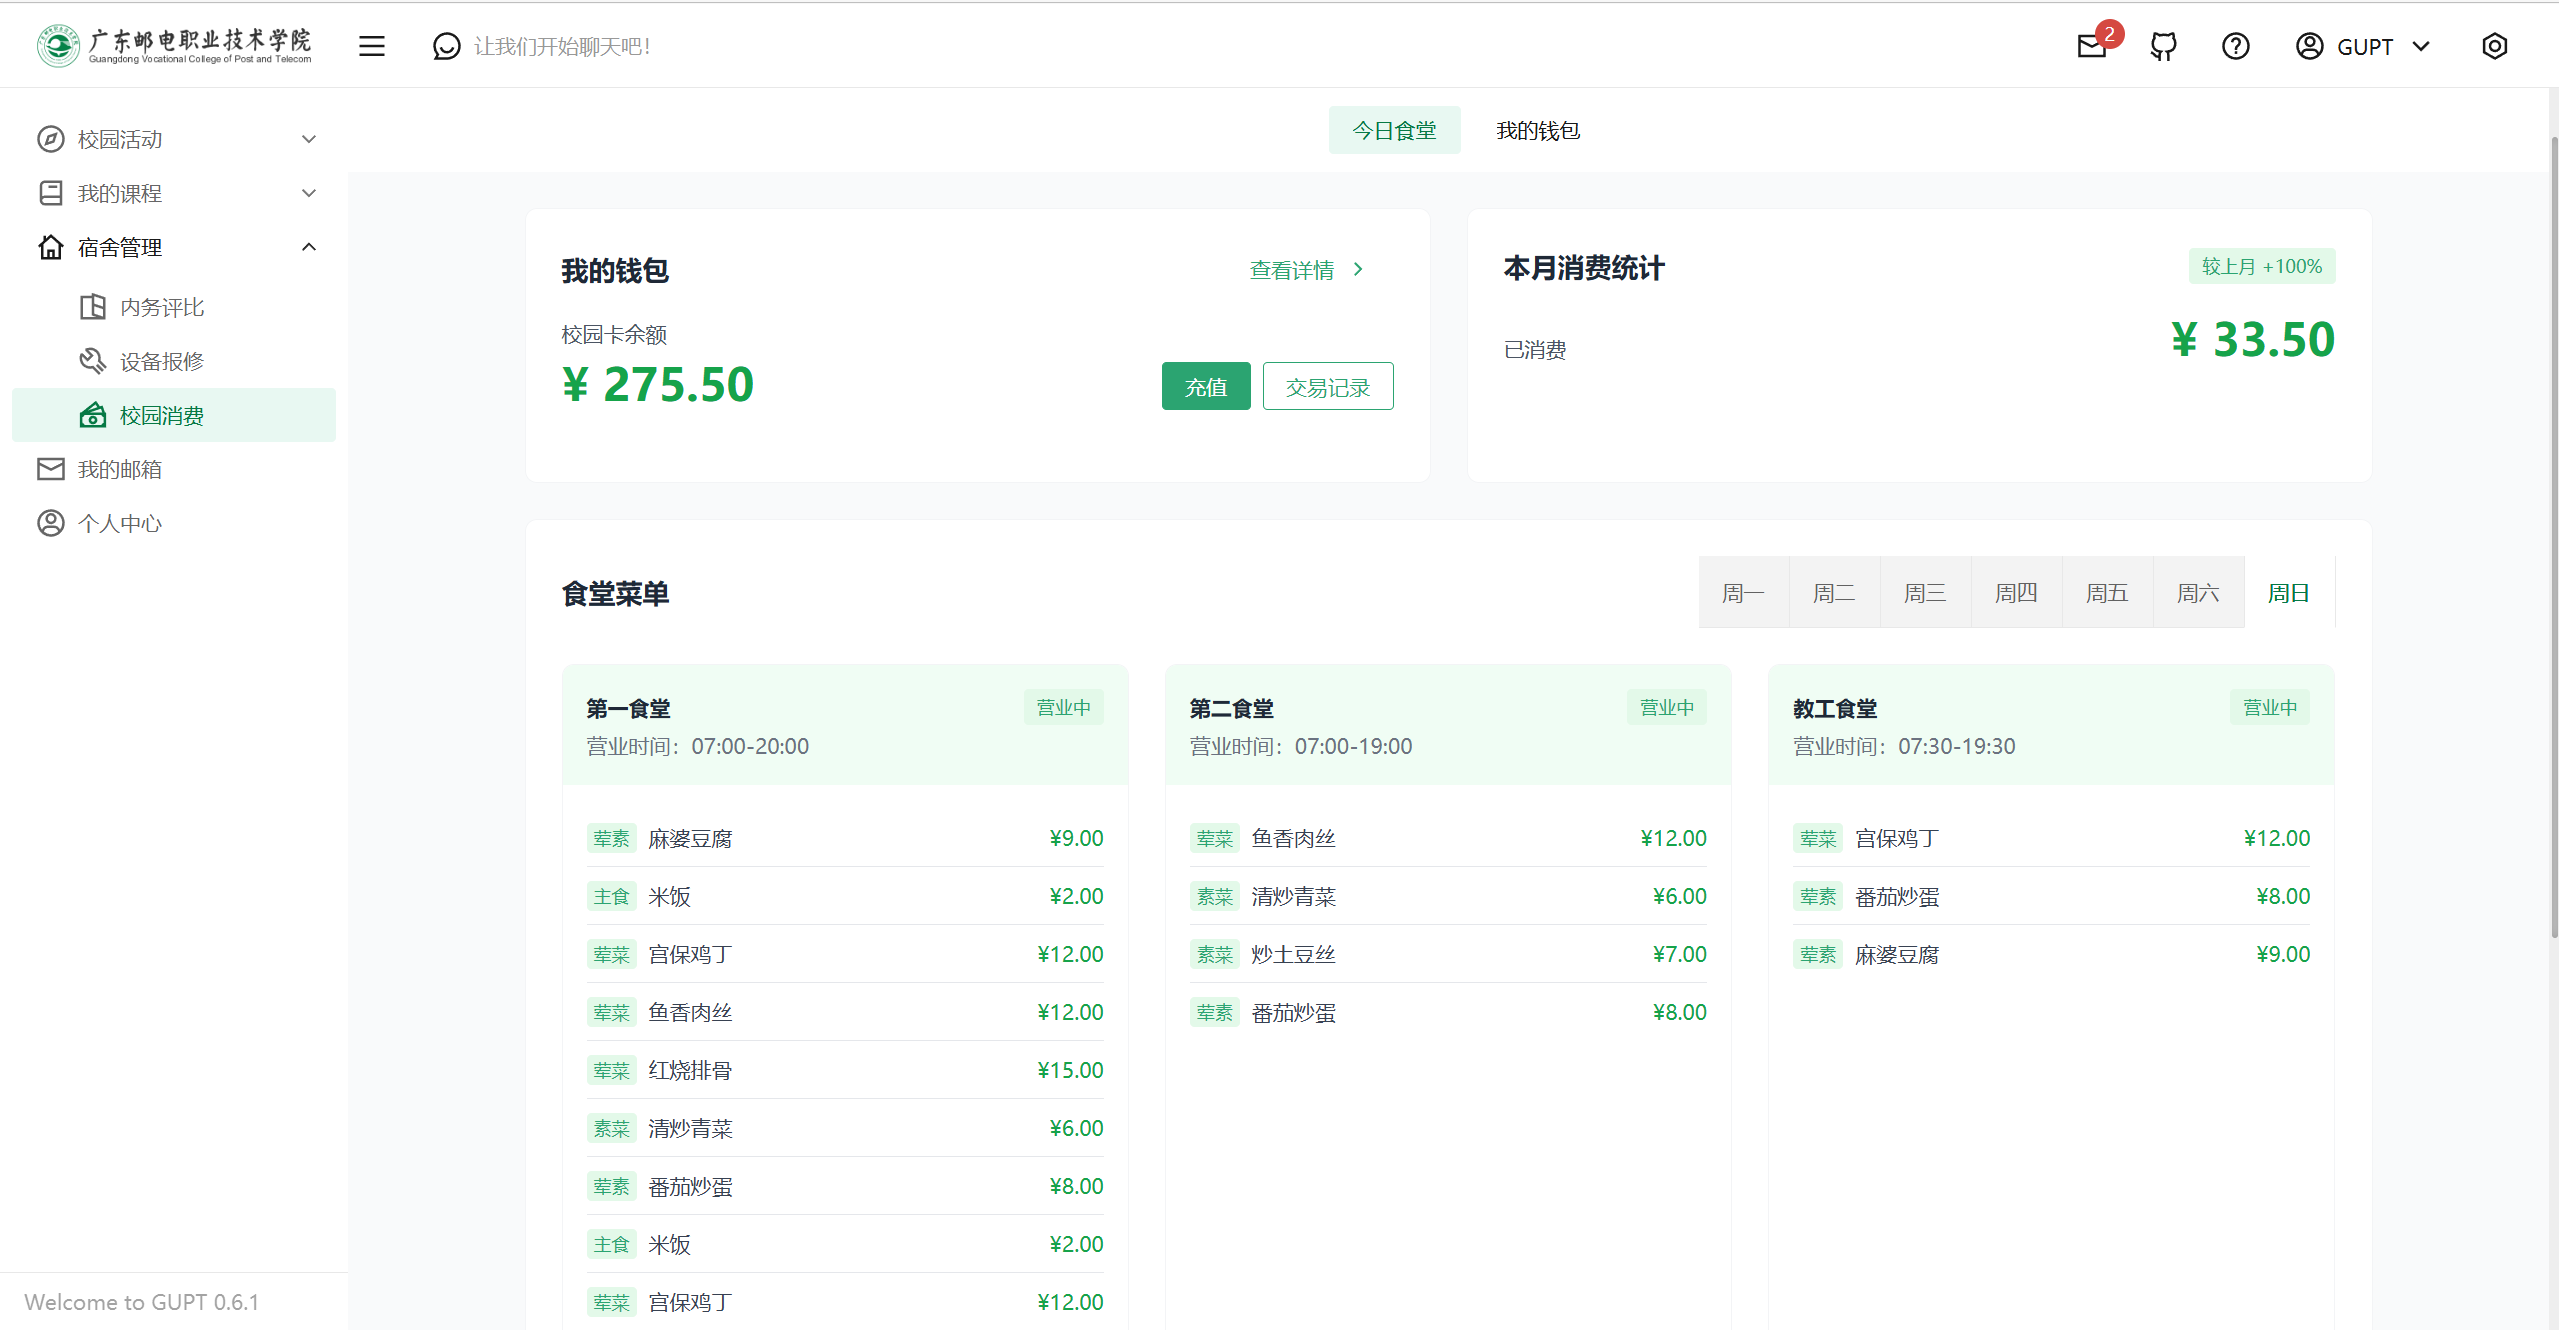 广东邮电职业技术学院
Guangdong Vocational College of Post and Telecom
让我们开始聊天吧！
2
GUPT
校园活动
我的课程
宿舍管理
内务评比
设备报修
校园消费
我的邮箱
个人中心
Welcome to GUPT 0.6.1
今日食堂 我的钱包
我的钱包 查看详情
校园卡余额
¥ 275.50
充值 交易记录
本月消费统计 较上月 +100%
已消费 ¥ 33.50
食堂菜单
周一 周二 周三 周四 周五 周六 周日
第一食堂 营业中
营业时间：07:00-20:00
荤素 麻婆豆腐 ¥9.00
主食 米饭 ¥2.00
荤菜 宫保鸡丁 ¥12.00
荤菜 鱼香肉丝 ¥12.00
荤菜 红烧排骨 ¥15.00
素菜 清炒青菜 ¥6.00
荤素 番茄炒蛋 ¥8.00
主食 米饭 ¥2.00
荤菜 宫保鸡丁 ¥12.00
第二食堂 营业中
营业时间：07:00-19:00
荤菜 鱼香肉丝 ¥12.00
素菜 清炒青菜 ¥6.00
素菜 炒土豆丝 ¥7.00
荤素 番茄炒蛋 ¥8.00
教工食堂 营业中
营业时间：07:30-19:30
荤菜 宫保鸡丁 ¥12.00
荤素 番茄炒蛋 ¥8.00
荤素 麻婆豆腐 ¥9.00